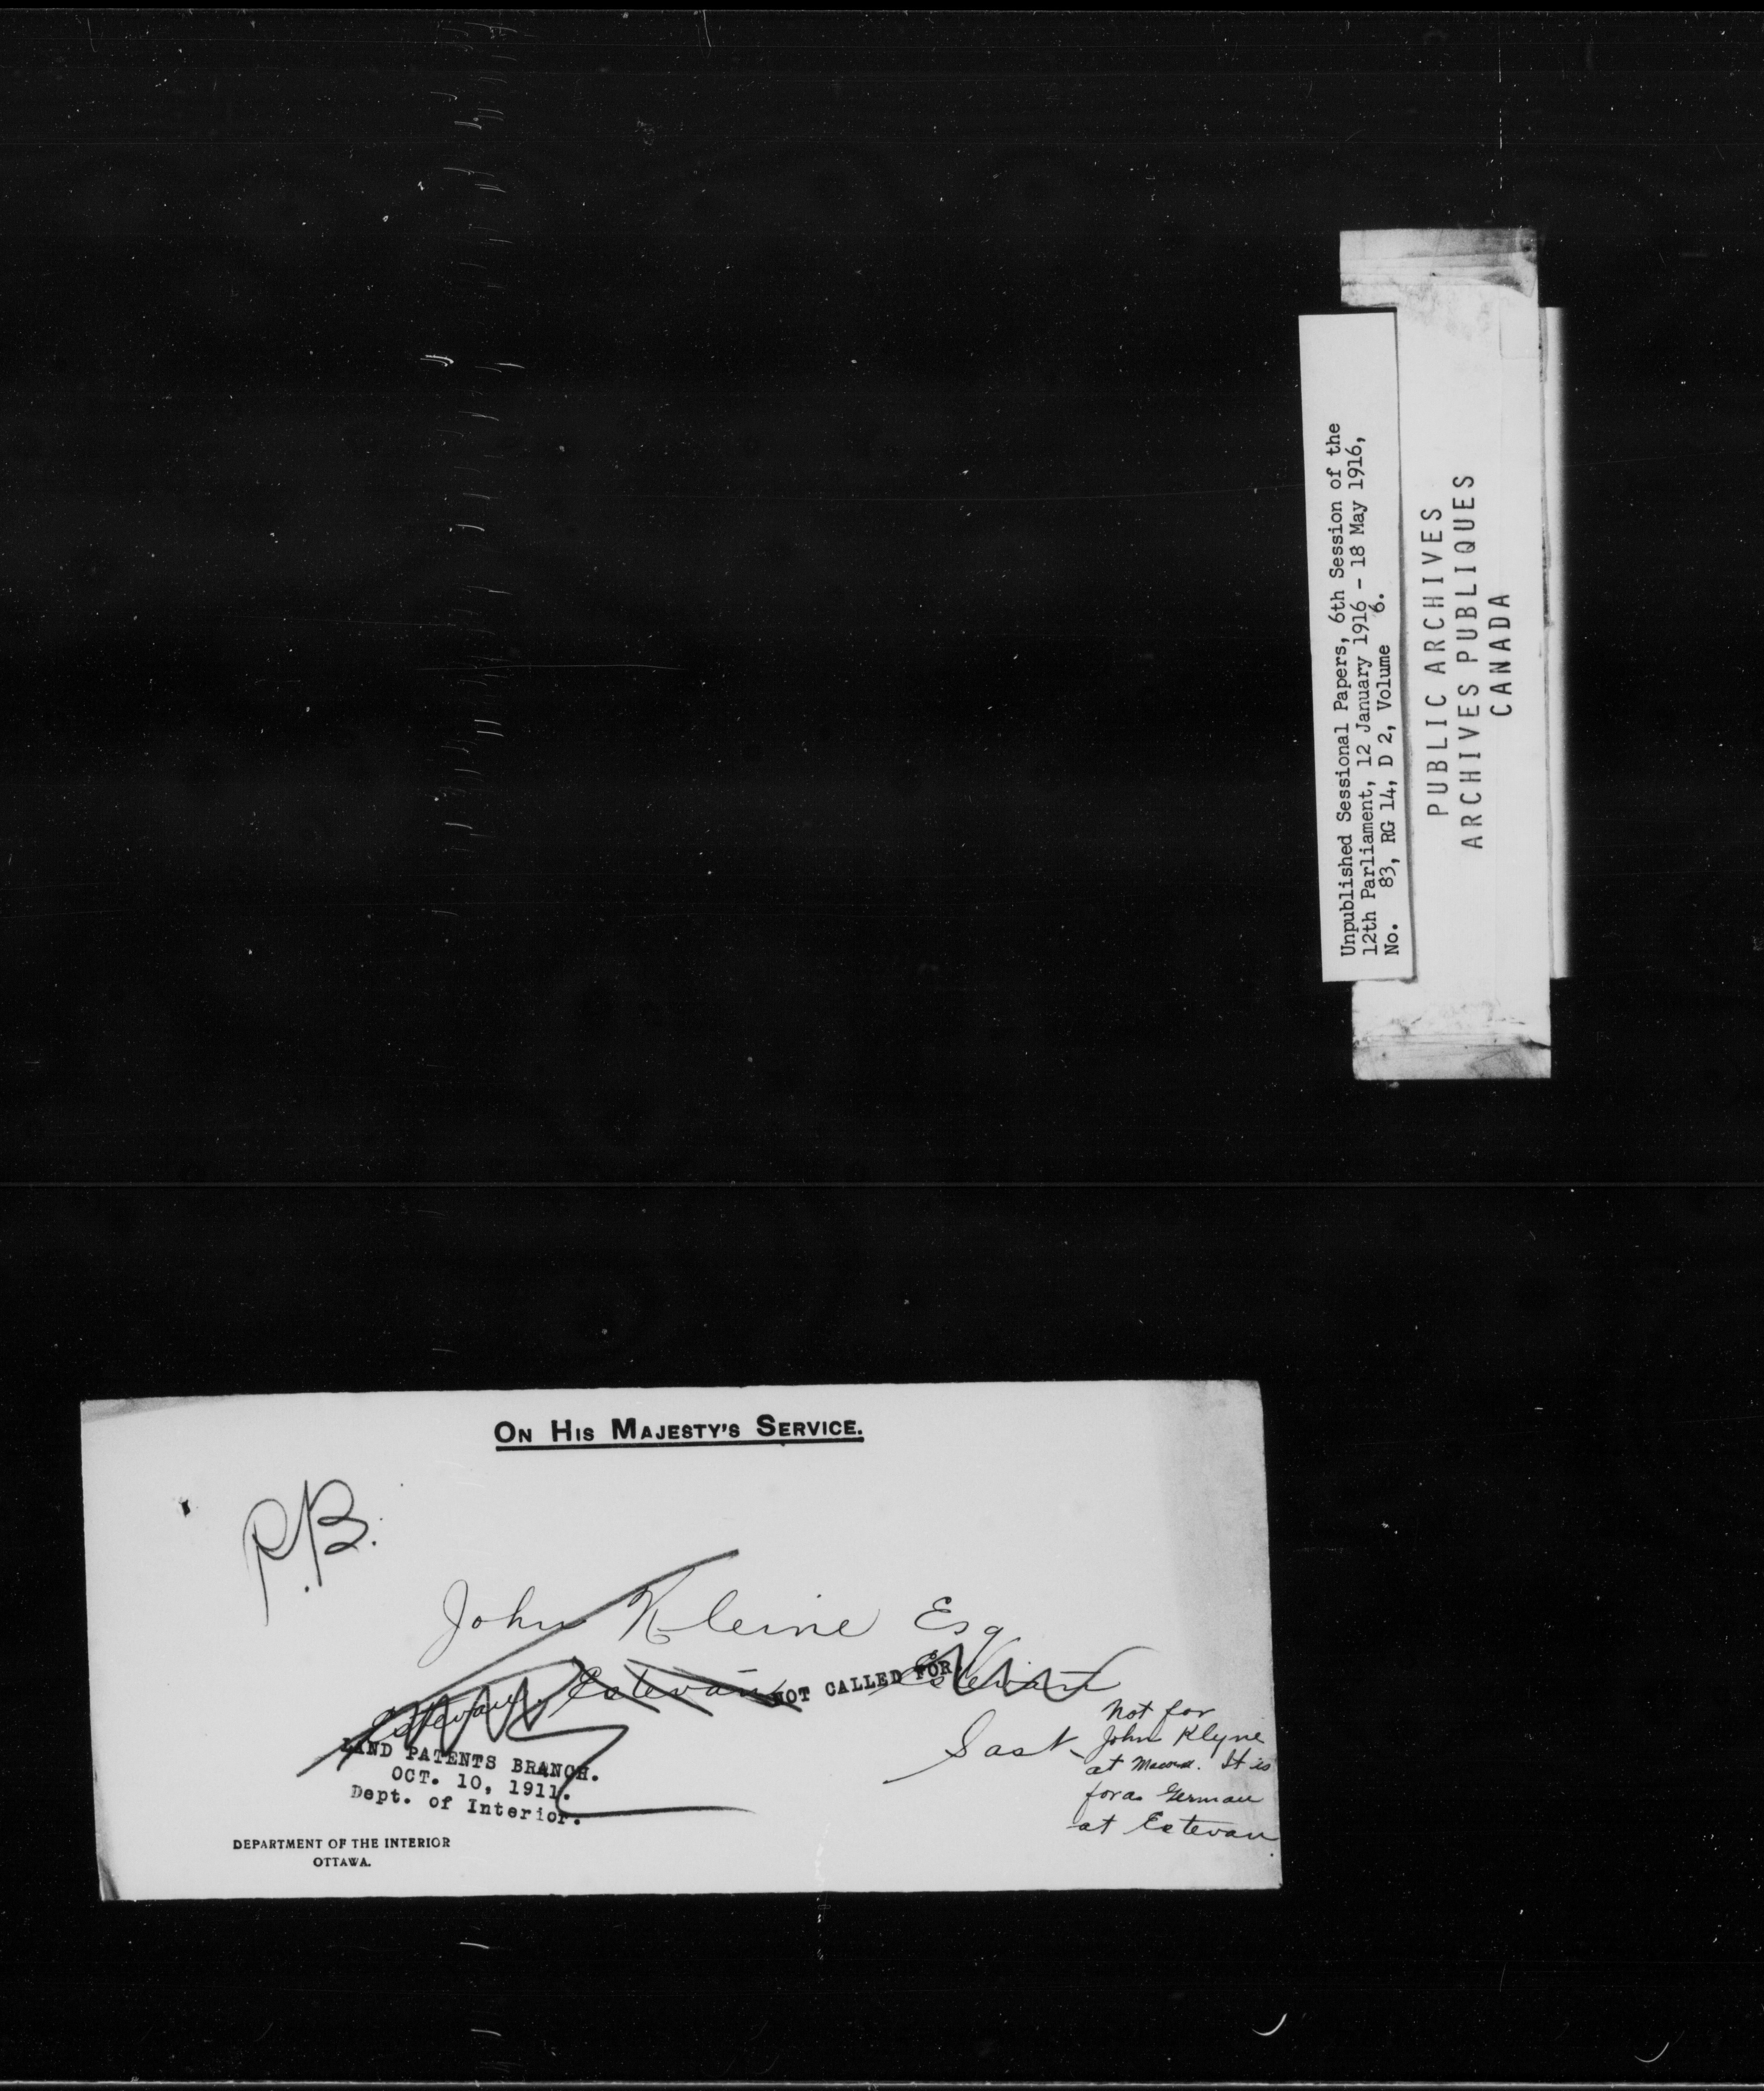 Unpublished Sessional Papers, 6th Session of the
12th Parliament, 12 January 1916 - 18 May 1916,
No. 83, RG 14, D 2, Volume 6.
PUBLIC ARCHIVES
ARCHIVES PUBLIQUES
CANADA
ON HIS MAJESTY'S SERVICE.
P.B.
John Kleine Esq
Estevan
Estevan Estevan
NOT CALLED FOR.
Sask
Not for
John Klyne
at It is
for a German
at Estevan
LAND PATENTS BRANCH.
OCT. 10, 1911.
Dept. of Interior.
DEPARTMENT OF THE INTERIOR
OTTAWA.